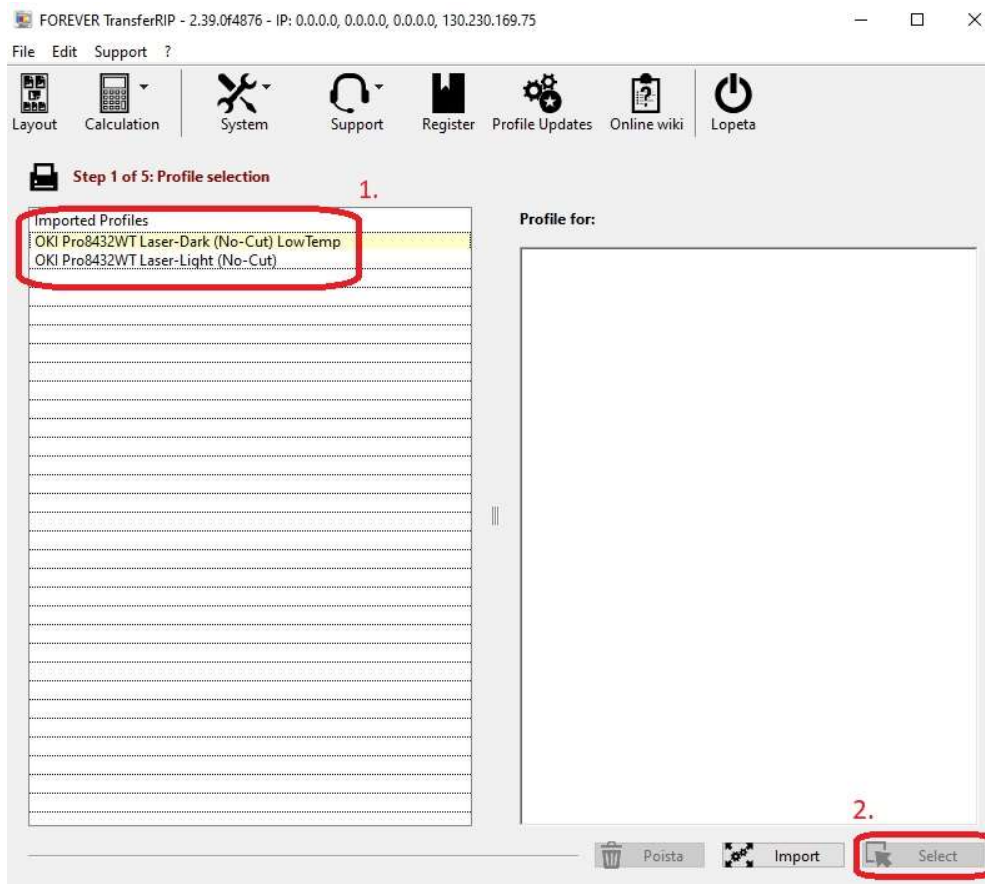 FOREVER TransferRIP - 2.39.0f4876 - IP: 0.0.0.0, 0.0.0.0, 0.0.0.0, 130.230.169.75
File Edit Support ?
Layout Calculation System Support Register Profile Updates Online wiki Lopeta
Step 1 of 5: Profile selection
1.
Imported Profiles
OKI Pro8432WT Laser-Dark (No-Cut) LowTemp
OKI Pro8432WT Laser-Light (No-Cut)
Profile for:
2.
Poista Import Select